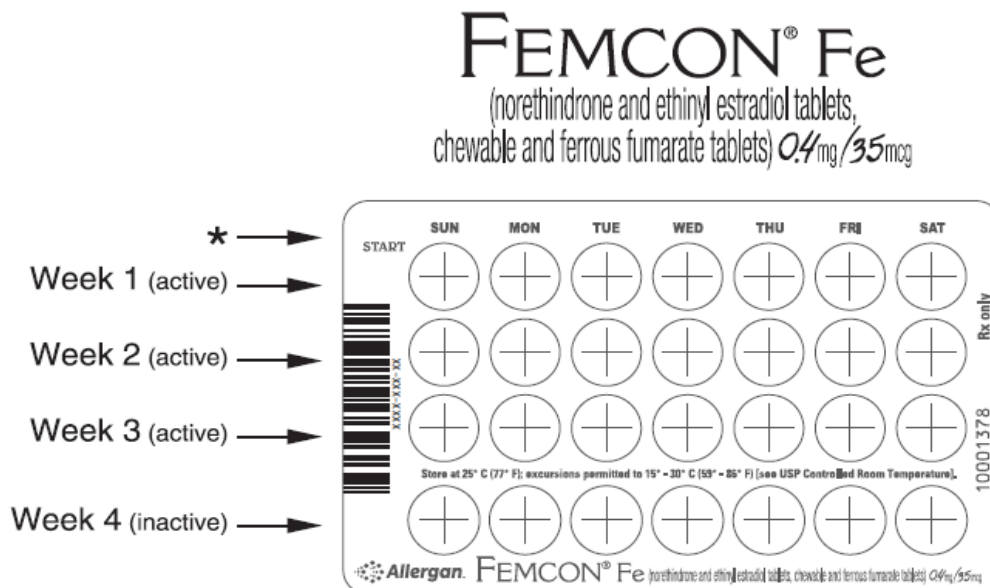 FEMCON® Fe
(norethindrone and ethinyl estradiol tablets,
chewable and ferrous fumarate tablets) 0.4mg/35mcg
*
SUN MON TUE WED THU FRI SAT
START
Week 1 (active)
Week 2 (active)
Week 3 (active)
Week 4 (inactive)
XXXX-XXX-XX
Rx only
10001378
Store at 25° C (77° F); excursions permitted to 15° - 30° C (59° - 86° F) [see USP Controlled Room Temperature].
Allergan. FEMCON® Fe (norethindrone and ethinyl estradiol tablets, chewable and ferrous fumarate tablets) 0.4mg/35mcg